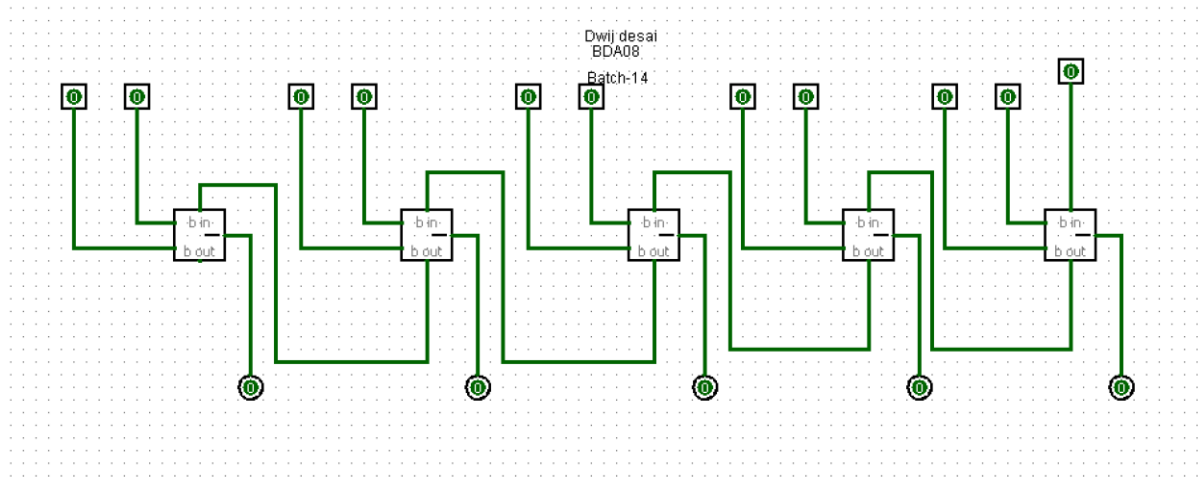 Dwij desai
BDA08
Batch-14
0 0 0 0 0 0 0 0 0 0 0
b in b in b in b in b in
b out b out b out b out b out
0 0 0 0 0